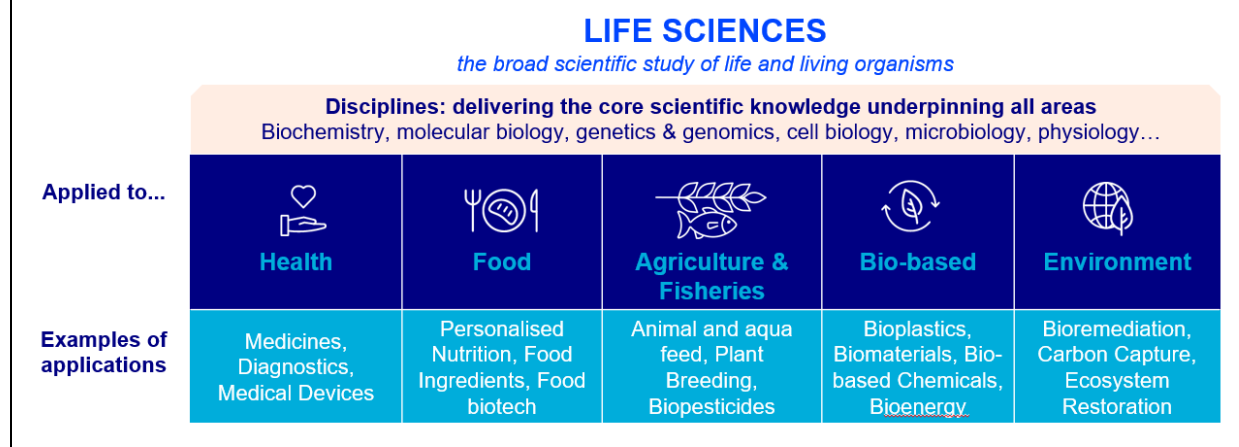 LIFE SCIENCES
the broad scientific study of life and living organisms
Disciplines: delivering the core scientific knowledge underpinning all areas
Biochemistry, molecular biology, genetics & genomics, cell biology, microbiology, physiology…
Applied to...
Health
Food
Agriculture &
Fisheries
Bio-based
Environment
Examples of
applications
Medicines,
Diagnostics,
Medical Devices
Personalised
Nutrition, Food
Ingredients, Food
biotech
Animal and aqua
feed, Plant
Breeding,
Biopesticides
Bioplastics,
Biomaterials, Bio-
based Chemicals,
Bioenergy
Bioremediation,
Carbon Capture,
Ecosystem
Restoration